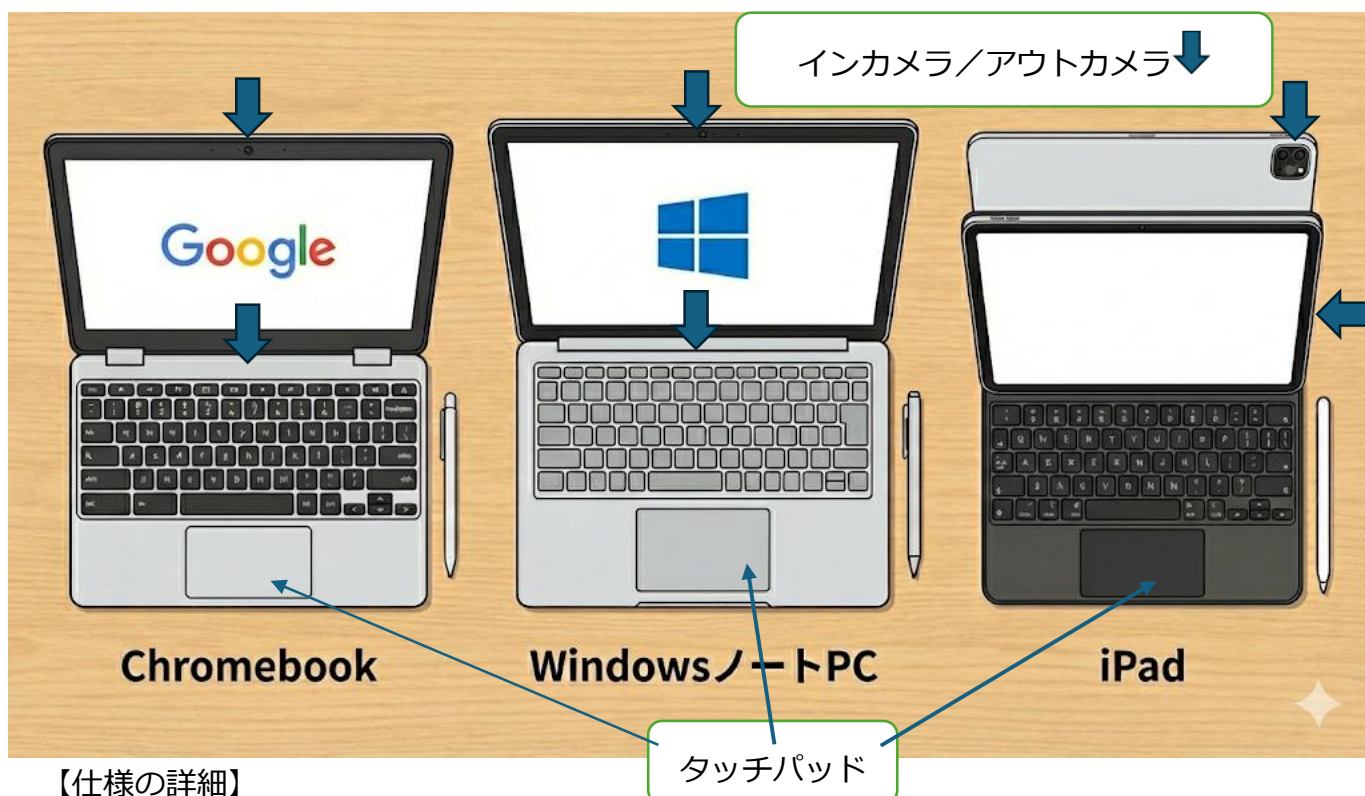 インカメラ／アウトカメラ
Google
Chromebook
WindowsノートPC
iPad
タッチパッド
【仕様の詳細】